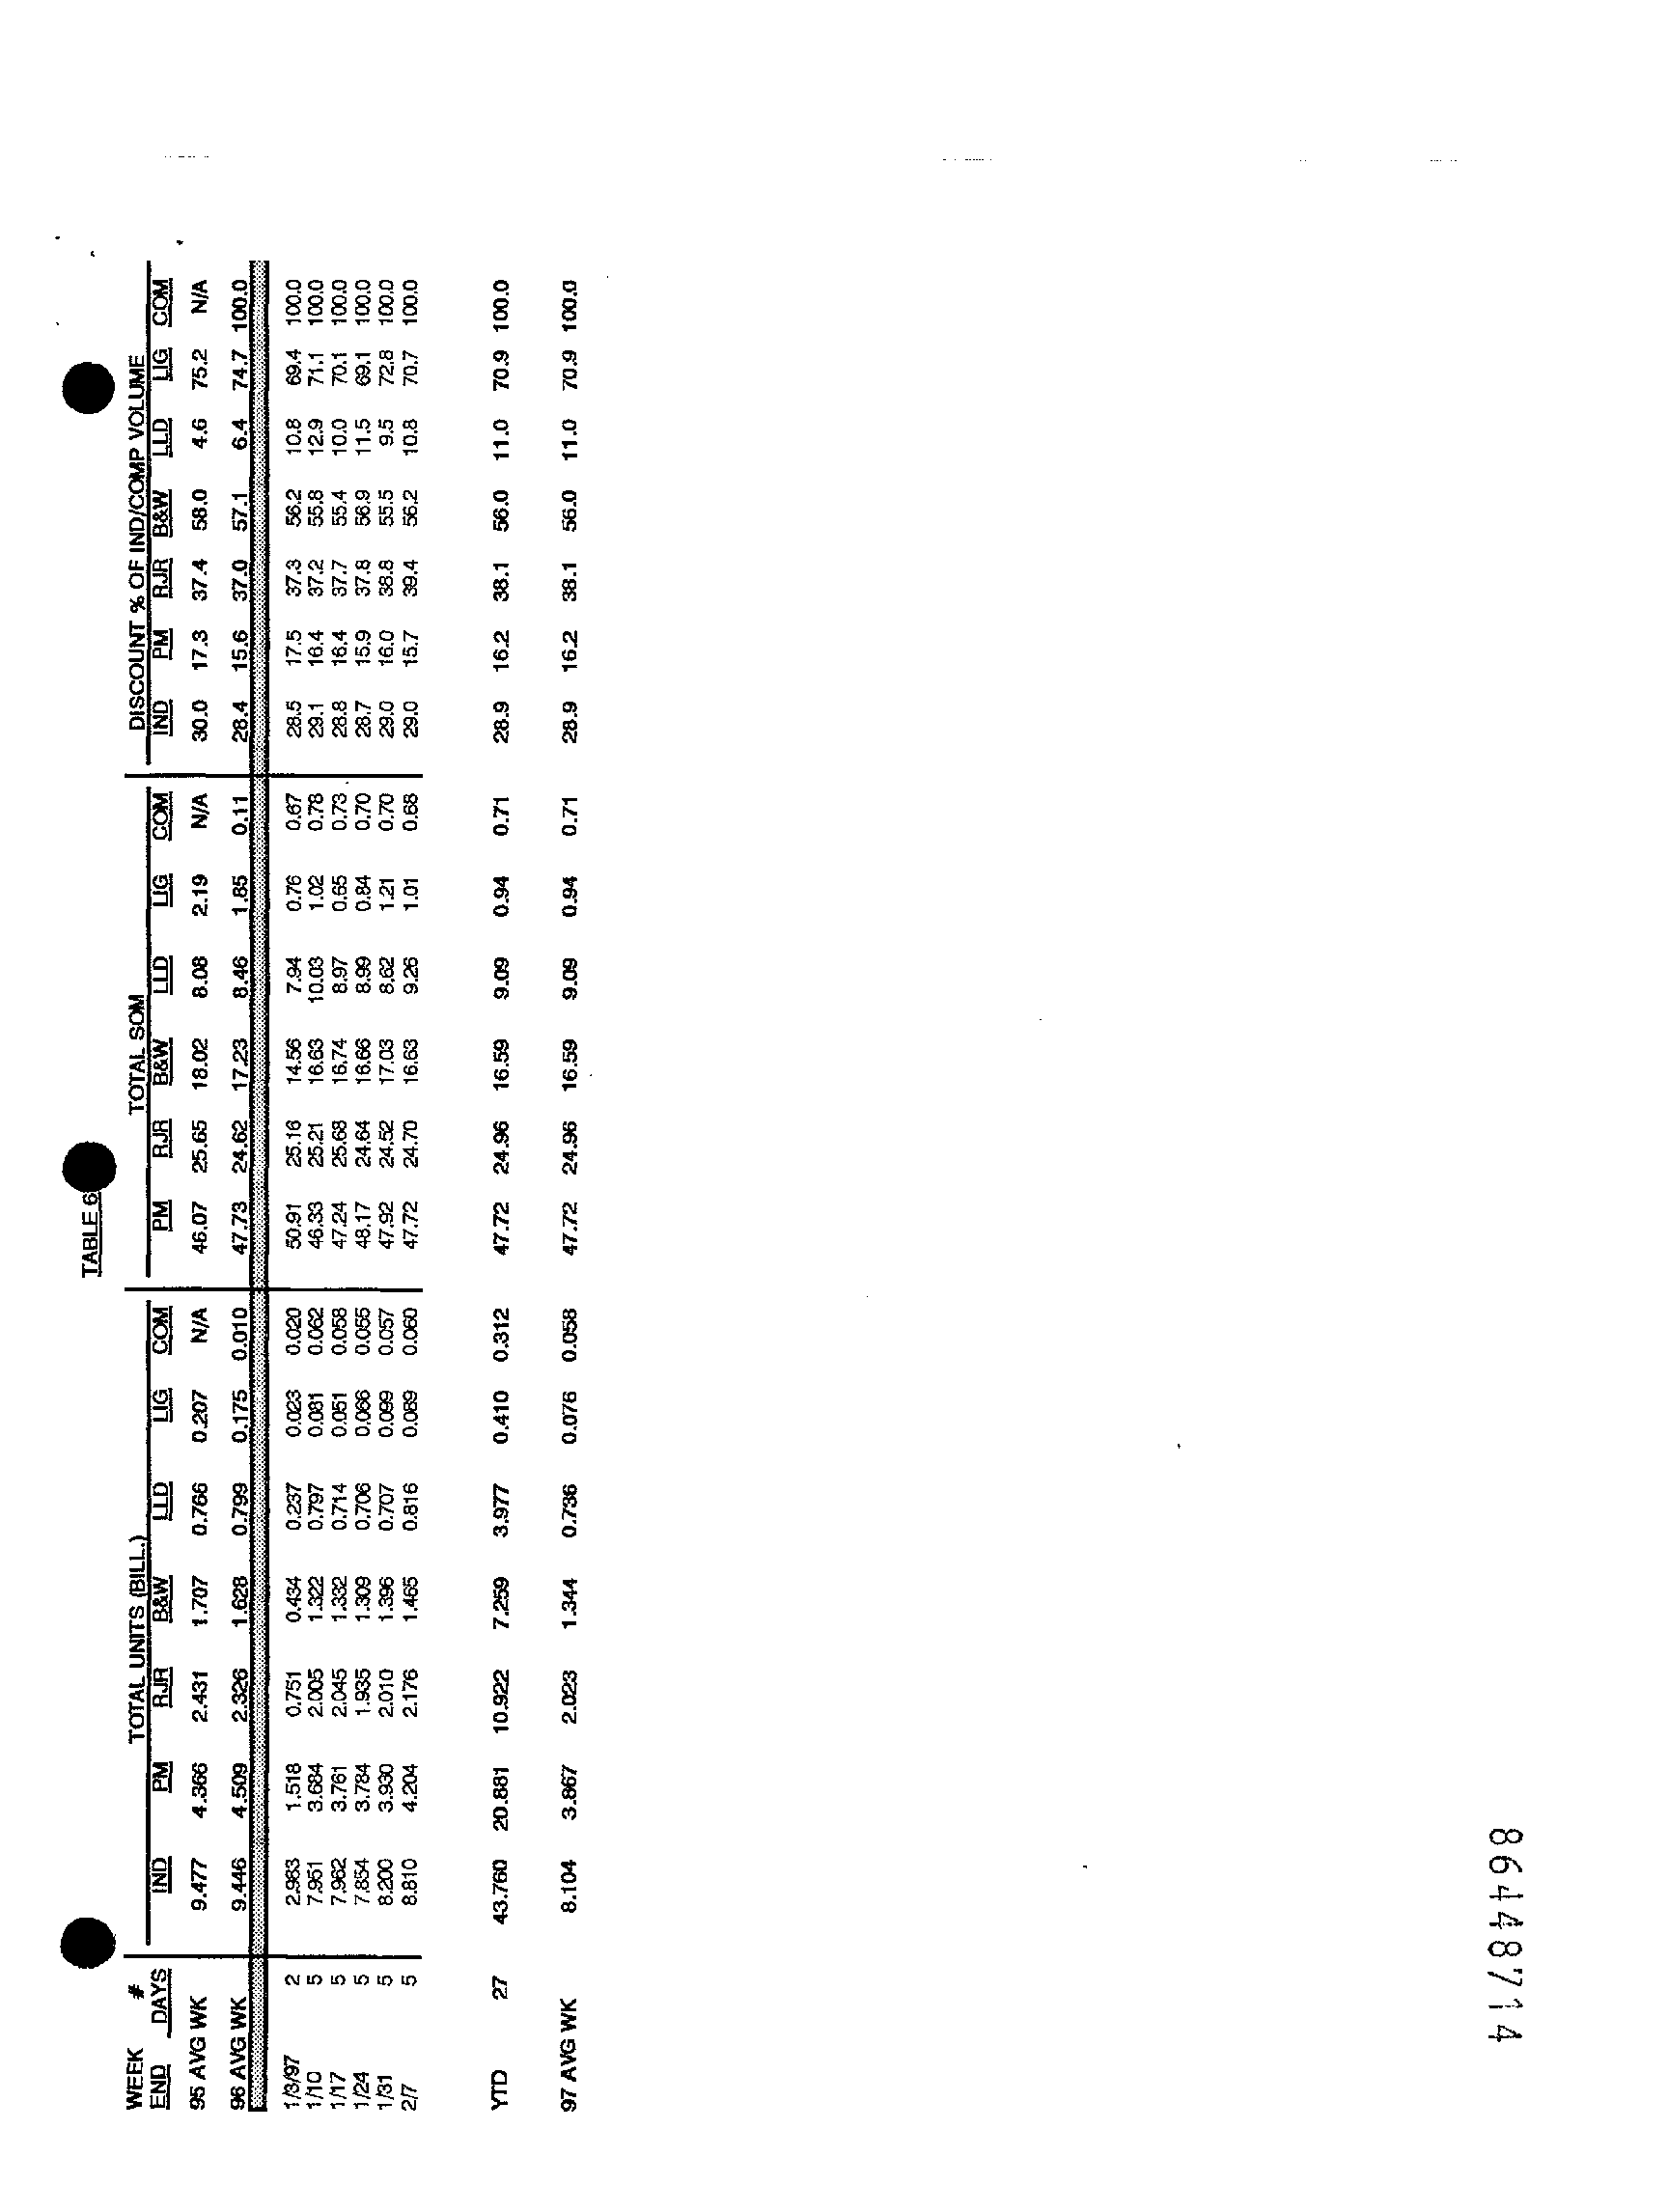 TABLE 6
TOTAL UNITS (BILL.) TOTAL SOM DISCOUNT % OF IND/COMP VOLUME
WEEK #
END DAYS IND PM RJR B&W LLD LIG COM PM RJR B&W LLD LIG COM IND PM RJR B&W LLD LIG COM
95 AVG WK 9.477 4.366 2.431 1.707 0.766 0.207 N/A 46.07 25.65 18.02 8.08 2.19 N/A 30.0 17.3 37.4 58.0 4.6 75.2 N/A
96 AVG WK 9.446 4.509 2.326 1.628 0.799 0.175 0.010 47.73 24.62 17.23 8.46 1.85 0.11 28.4 15.6 37.0 57.1 6.4 74.7 100.0
1/3/97 2 2.983 1.518 0.751 0.434 0.237 0.023 0.020 50.91 25.16 14.56 7.94 0.76 0.67 28.5 17.5 37.3 56.2 10.8 69.4 100.0
1/10 5 7.951 3.684 2.005 1.322 0.797 0.081 0.062 46.33 25.21 16.63 10.03 1.02 0.78 29.1 16.4 37.2 55.8 12.9 71.1 100.0
1/17 5 7.962 3.761 2.045 1.332 0.714 0.051 0.058 47.24 25.68 16.74 8.97 0.65 0.73 28.8 16.4 37.7 55.4 10.0 70.1 100.0
1/24 5 7.854 3.784 1.935 1.309 0.706 0.066 0.055 48.17 24.64 16.66 8.99 0.84 0.70 28.7 15.9 37.8 56.9 11.5 69.1 100.0
1/31 5 8.200 3.930 2.010 1.396 0.707 0.099 0.057 47.92 24.52 17.03 8.62 1.21 0.70 29.0 16.0 38.8 55.5 9.5 72.8 100.0
2/7 5 8.810 4.204 2.176 1.465 0.816 0.089 0.060 47.72 24.70 16.63 9.26 1.01 0.68 29.0 15.7 39.4 56.2 10.8 70.7 100.0
YTD 27 43.760 20.881 10.922 7.259 3.977 0.410 0.312 47.72 24.96 16.59 9.09 0.94 0.71 28.9 16.2 38.1 56.0 11.0 70.9 100.0
97 AVG WK 8.104 3.867 2.023 1.344 0.736 0.076 0.058 47.72 24.96 16.59 9.09 0.94 0.71 28.9 16.2 38.1 56.0 11.0 70.9 100.0
86448714